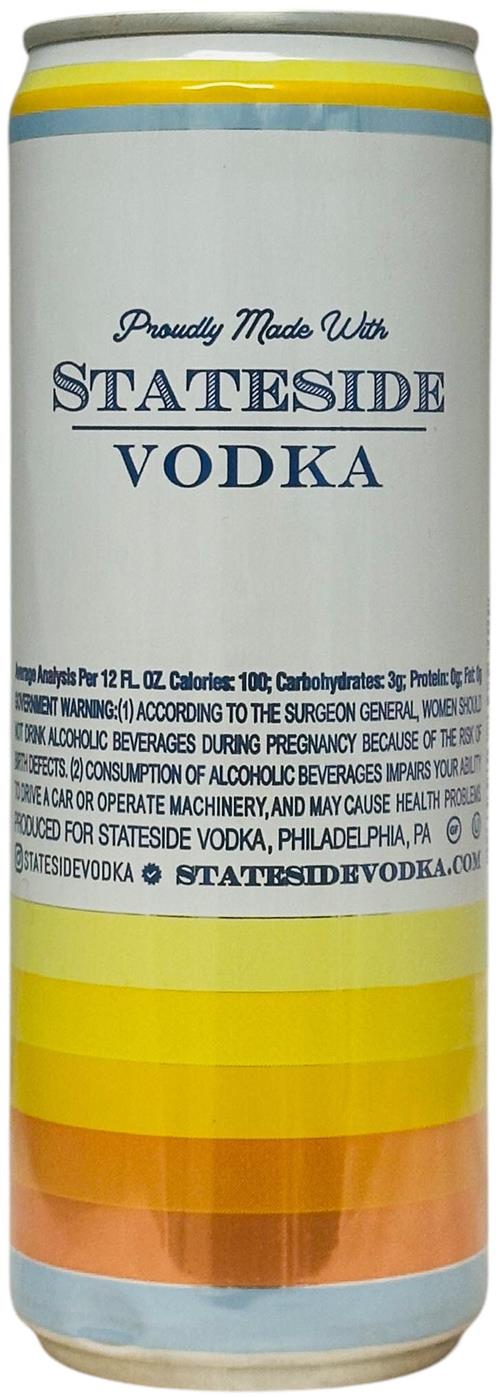 Proudly Made With
STATESIDE
VODKA
Average Analysis Per 12 FL. OZ. Calories: 100; Carbohydrates: 3g; Protein: 0g; Fat: 0g
GOVERNMENT WARNING:(1) ACCORDING TO THE SURGEON GENERAL, WOMEN SHOULD
NOT DRINK ALCOHOLIC BEVERAGES DURING PREGNANCY BECAUSE OF THE RISK OF
BIRTH DEFECTS. (2) CONSUMPTION OF ALCOHOLIC BEVERAGES IMPAIRS YOUR ABILITY
TO DRIVE A CAR OR OPERATE MACHINERY, AND MAY CAUSE HEALTH PROBLEMS.
PRODUCED FOR STATESIDE VODKA, PHILADELPHIA, PA GF U
@STATESIDEVODKA STATESIDEVODKA.COM